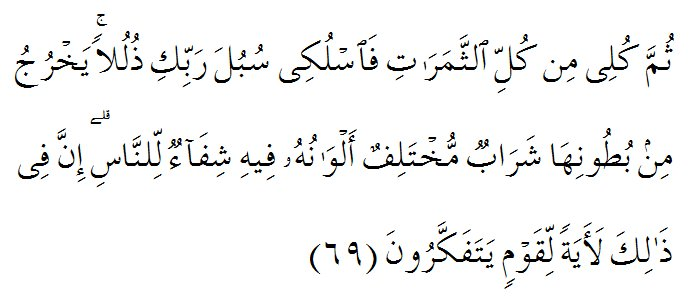 ثُمَّ كُلِى مِن كُلِّ ٱلثَّمَرَٰتِ فَٱسْلُكِى سُبُلَ رَبِّكِ ذُلُلًاۚ يَخْرُجُ
مِنۢ بُطُونِهَا شَرَابٌ مُّخْتَلِفٌ أَلْوَٰنُهُۥ فِيهِ شِفَآءٌ لِّلنَّاسِۗ إِنَّ فِى
ذَٰلِكَ لَأَيَةً لِّقَوْمٍ يَتَفَكَّرُونَ (٦٩)